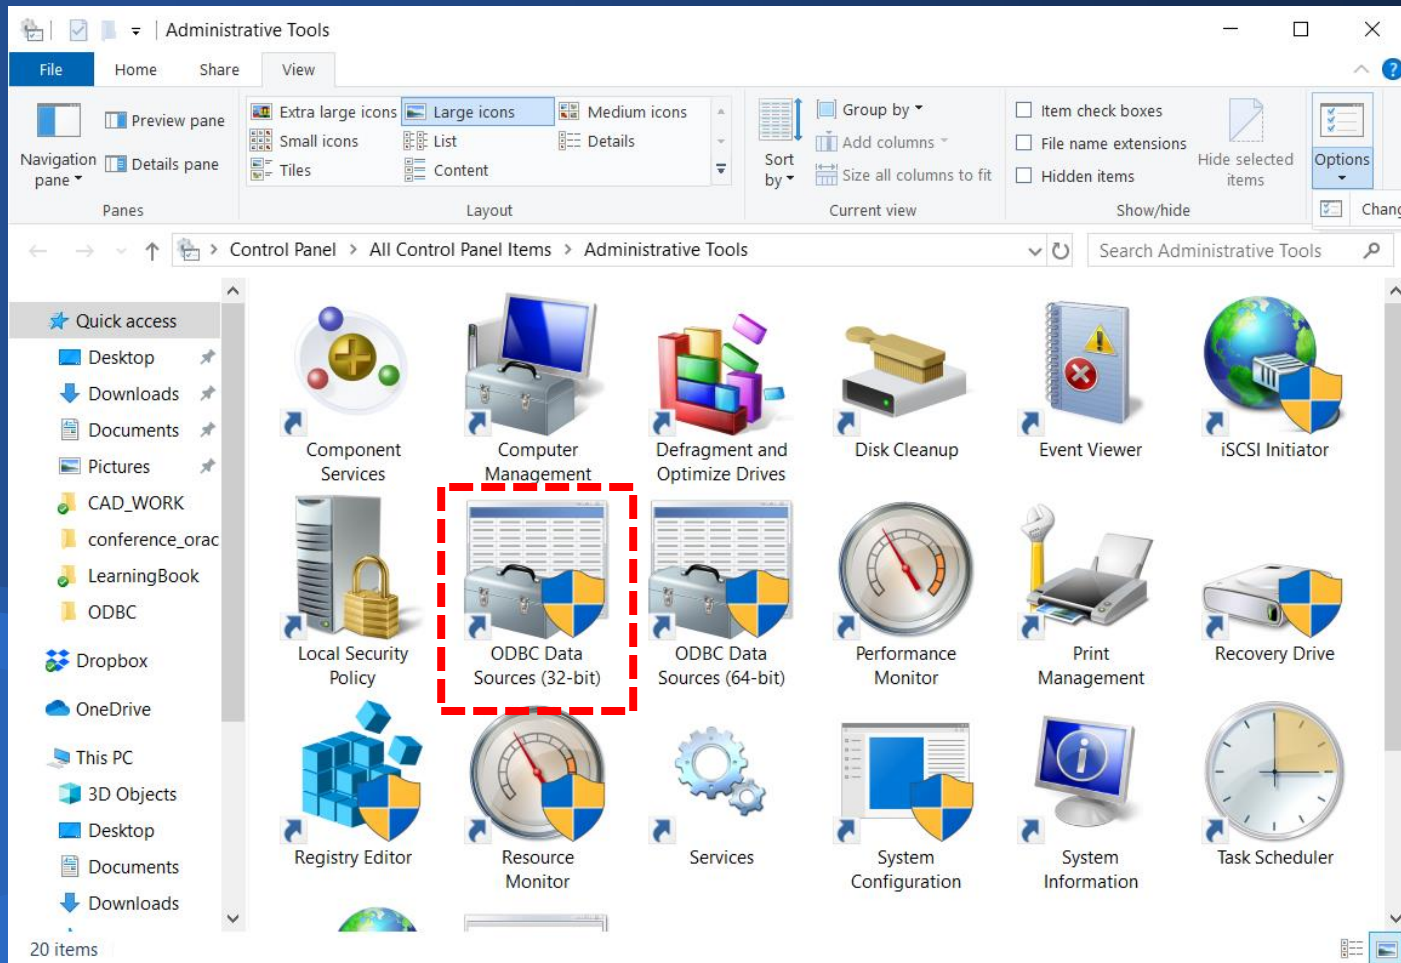 Administrative Tools
File Home Share View
Preview pane
Details pane
Navigation
pane
Panes
Extra large icons Large icons Medium icons
Small icons List Details
Tiles Content
Layout
Sort
by
Group by
Add columns
Size all columns to fit
Current view
Item check boxes
File name extensions
Hidden items
Hide selected
items
Show/hide
Options
Chang
Control Panel > All Control Panel Items > Administrative Tools
Search Administrative Tools
Quick access
Desktop
Downloads
Documents
Pictures
CAD_WORK
conference_orac
LearningBook
ODBC
Dropbox
OneDrive
This PC
3D Objects
Desktop
Documents
Downloads
Component
Services
Computer
Management
Defragment and
Optimize Drives
Disk Cleanup
Event Viewer
iSCSI Initiator
Local Security
Policy
ODBC Data
Sources (32-bit)
ODBC Data
Sources (64-bit)
Performance
Monitor
Print
Management
Recovery Drive
Registry Editor
Resource
Monitor
Services
System
Configuration
System
Information
Task Scheduler
20 items